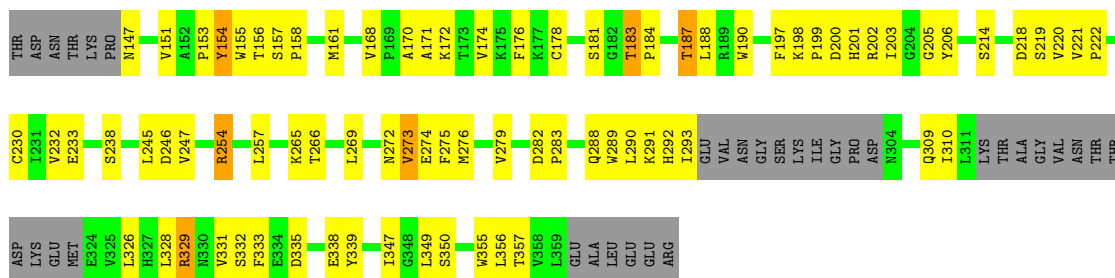 THR ASP ASN THR LYS PRO N147 V151 A152 P153 Y154 W155 T156 S157 P158 M161 V168 P169 A170 A171 K172 T173 V174 K175 F176 K177 C178 S181 G182 T183 P184 T187 L188 R189 W190 F197 K198 P199 D200 H201 R202 I203 G204 G205 Y206 S214 D218 S219 V220 V221 P222
C230 I231 V232 E233 S238 L245 D246 V247 R254 L257 K265 T266 L269 N272 V273 E274 F275 M276 V279 D282 P283 Q288 W289 L290 K291 H292 I293 GLU VAL ASN GLY SER LYS ILE GLY PRO ASP N304 Q309 I310 L311 LYS THR ALA GLY VAL ASN THR THR
ASP LYS GLU MET E324 V325 L326 H327 L328 R329 N330 V331 S332 F333 E334 D335 E338 Y339 I347 G348 L349 S350 W355 L356 T357 V358 L359 GLU ALA LEU GLU GLU ARG